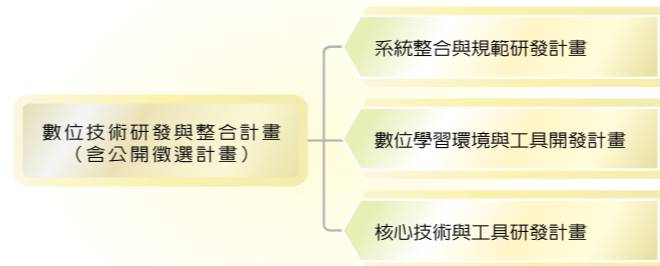 數位技術研發與整合計畫
（含公開徵選計畫）
系統整合與規範研發計畫
數位學習環境與工具開發計畫
核心技術與工具研發計畫